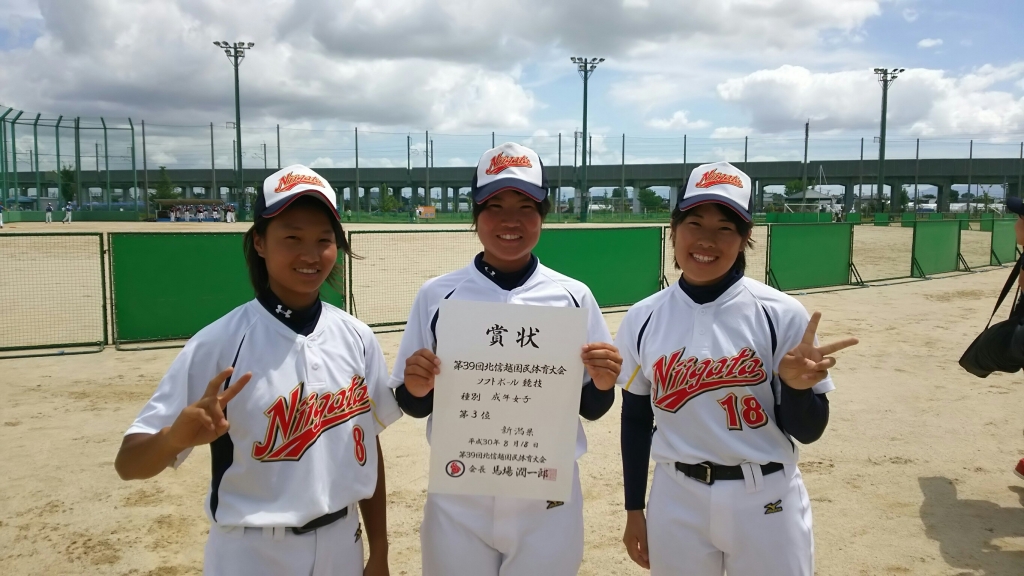 Niigata
Niigata
Niigata
Niigata
8
Niigata
18
賞状
第39回北信越国民体育大会
ソフトボール競技
種別 成年女子
第3位
新潟県
平成30年8月18日
第39回北信越国民体育大会
会長 馬場潤一郎